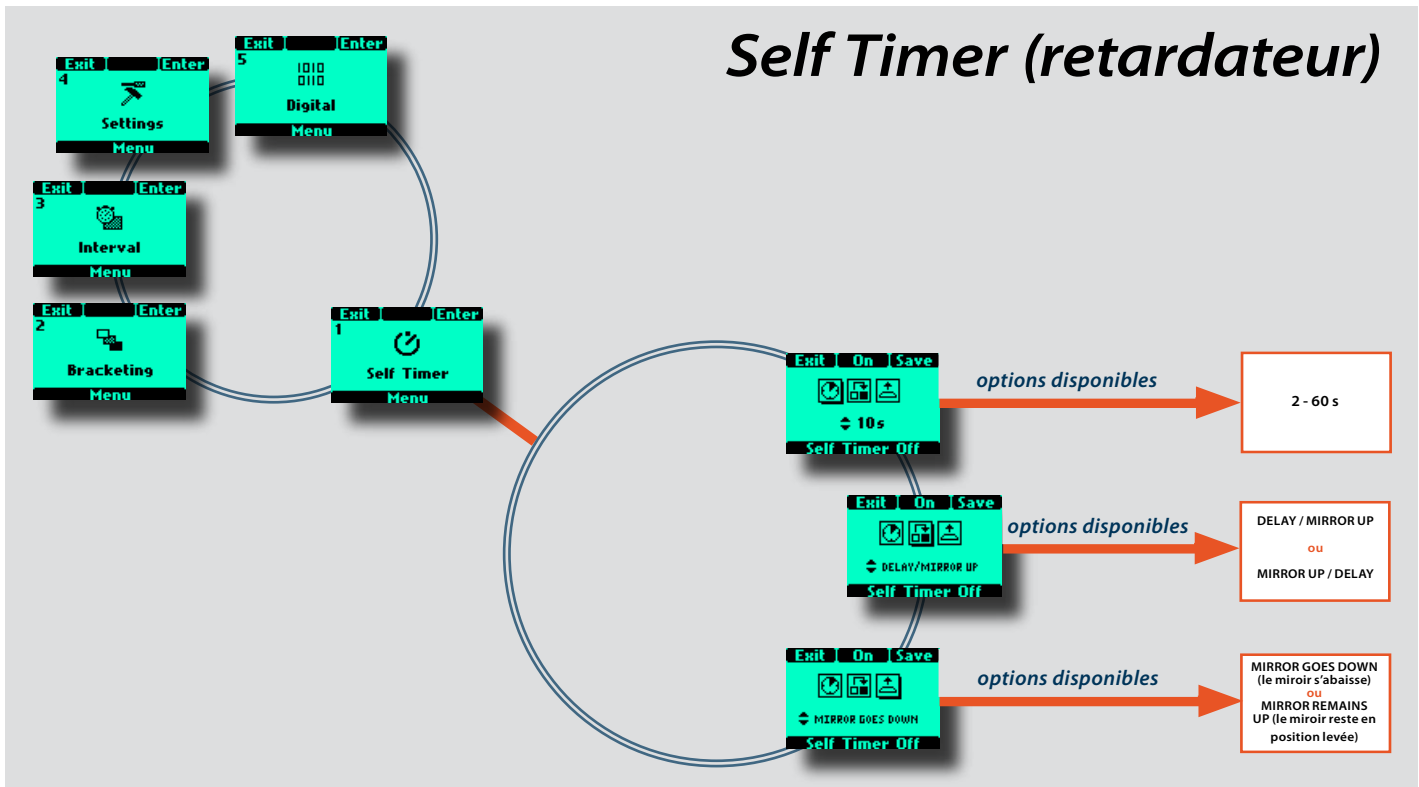 Self Timer (retardateur)
Exit Enter
5
1010
0110
Digital
Menu
Exit Enter
4
Settings
Menu
Exit Enter
3
Interval
Menu
Exit Enter
2
Bracketing
Menu
Exit Enter
1
Self Timer
Menu
Exit On Save
10 s
Self Timer Off
options disponibles
2 - 60 s
Exit On Save
DELAY/MIRROR UP
Self Timer Off
options disponibles
DELAY / MIRROR UP
ou
MIRROR UP / DELAY
Exit On Save
MIRROR GOES DOWN
Self Timer Off
options disponibles
MIRROR GOES DOWN
(le miroir s’abaisse)
ou
MIRROR REMAINS
UP (le miroir reste en
position levée)